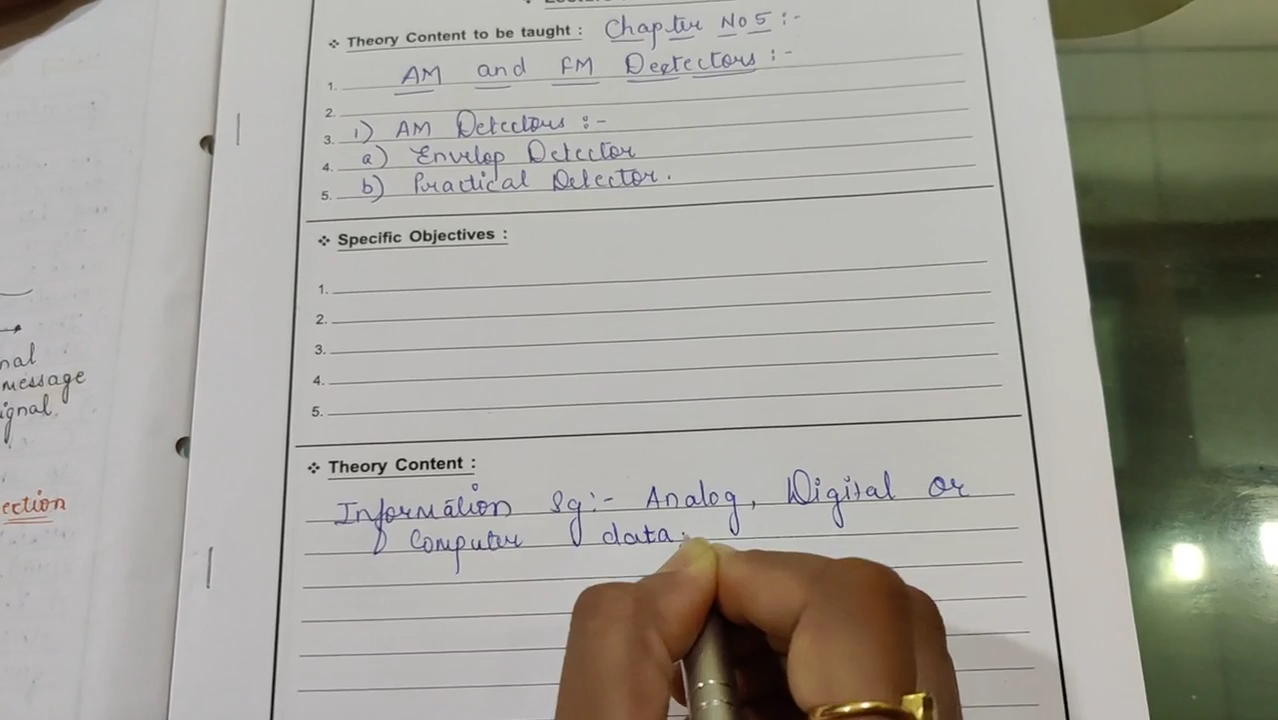 ❖ Theory Content to be taught : Chapter No 5 :-
1. AM and FM Dectectors :-
2.
3. 1) AM Detectors :-
4. a) Envelop Detector
5. b) Practical Detector.
❖ Specific Objectives :
1.
2.
3.
4.
5.
❖ Theory Content :
Information Sg :- Analog, Digital or
Computer data.
nal
message
ignal.
ection